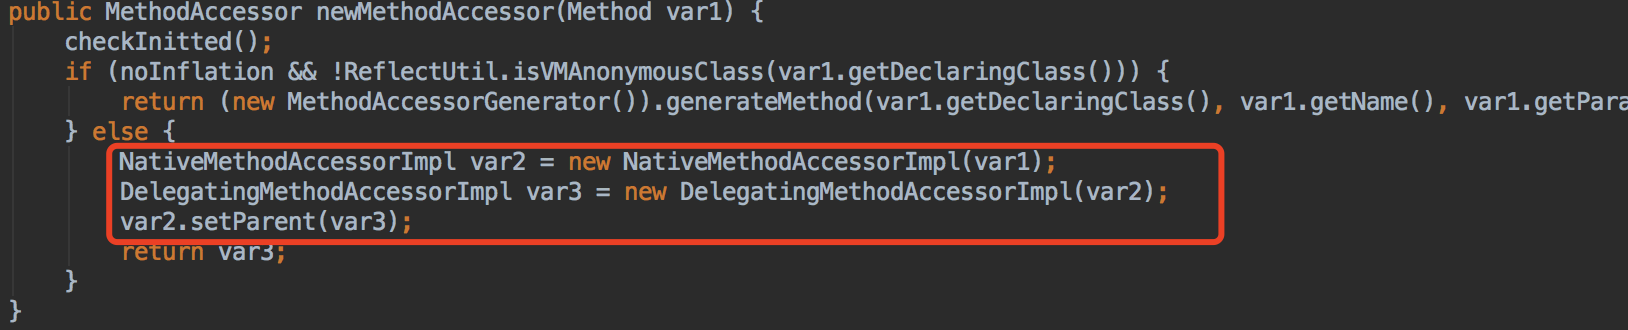 public MethodAccessor newMethodAccessor(Method var1) {
checkInitted();
if (noInflation && !ReflectUtil.isVMAnonymousClass(var1.getDeclaringClass())) {
return (new MethodAccessorGenerator()).generateMethod(var1.getDeclaringClass(), var1.getName(), var1.getPara
} else {
NativeMethodAccessorImpl var2 = new NativeMethodAccessorImpl(var1);
DelegatingMethodAccessorImpl var3 = new DelegatingMethodAccessorImpl(var2);
var2.setParent(var3);
return var3;
}
}